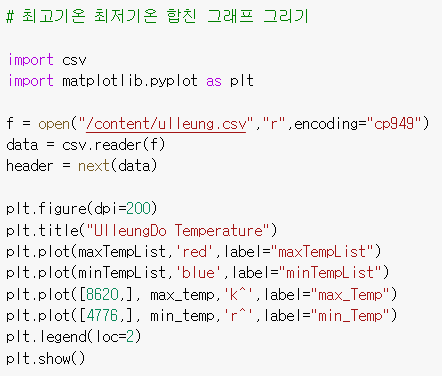 # 최고기온 최저기온 합친 그래프 그리기
import csv
import matplotlib.pyplot as plt
f = open("/content/ulleung.csv","r",encoding="cp949")
data = csv.reader(f)
header = next(data)
plt.figure(dpi=200)
plt.title("UlleungDo Temperature")
plt.plot(maxTempList,'red',label="maxTempList")
plt.plot(minTempList,'blue',label="minTempList")
plt.plot([8620,], max_temp,'k^',label="max_Temp")
plt.plot([4776,], min_temp,'r^',label="min_Temp")
plt.legend(loc=2)
plt.show()